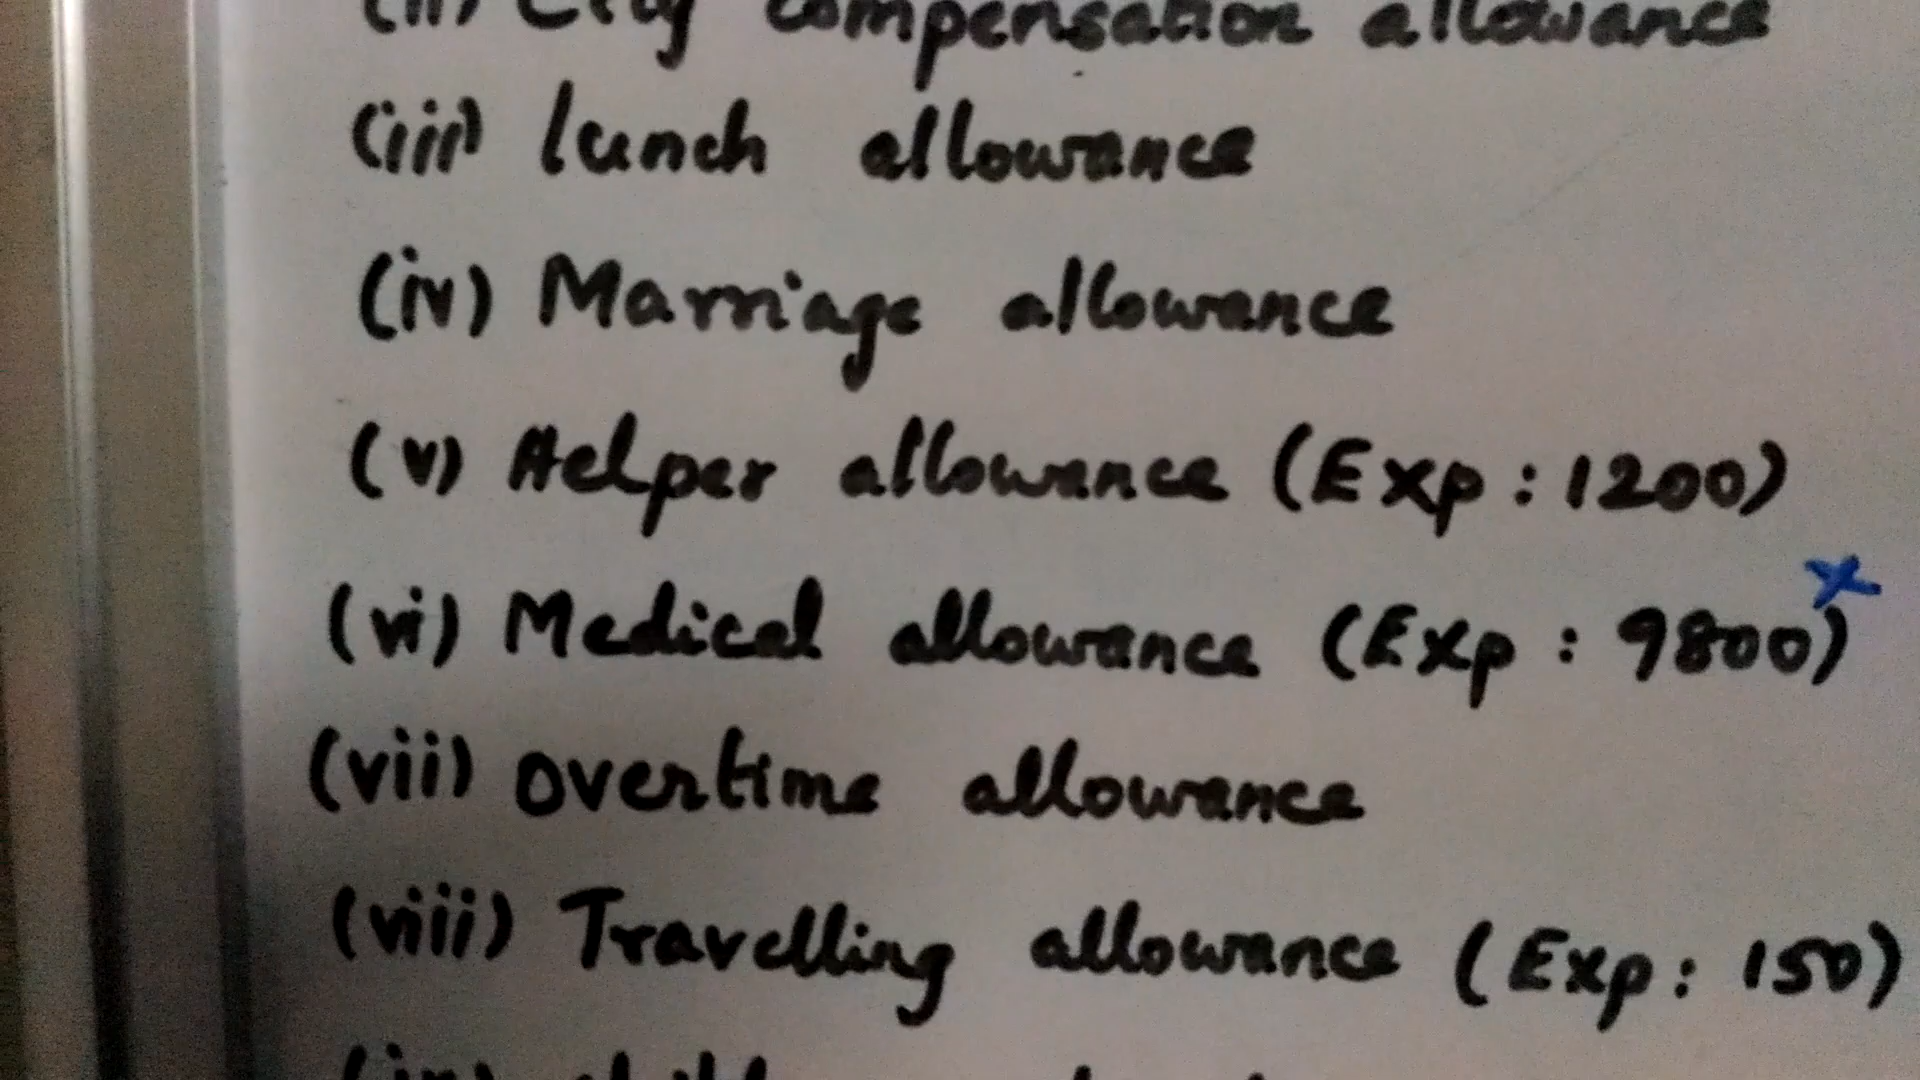 (ii) City compensation allowance
(iii) lunch allowance
(iv) Marriage allowance
(v) Helper allowance (Exp : 1200)
(vi) Medical allowance (Exp : 9800)
(vii) overtime allowance
(viii) Travelling allowance (Exp : 150)